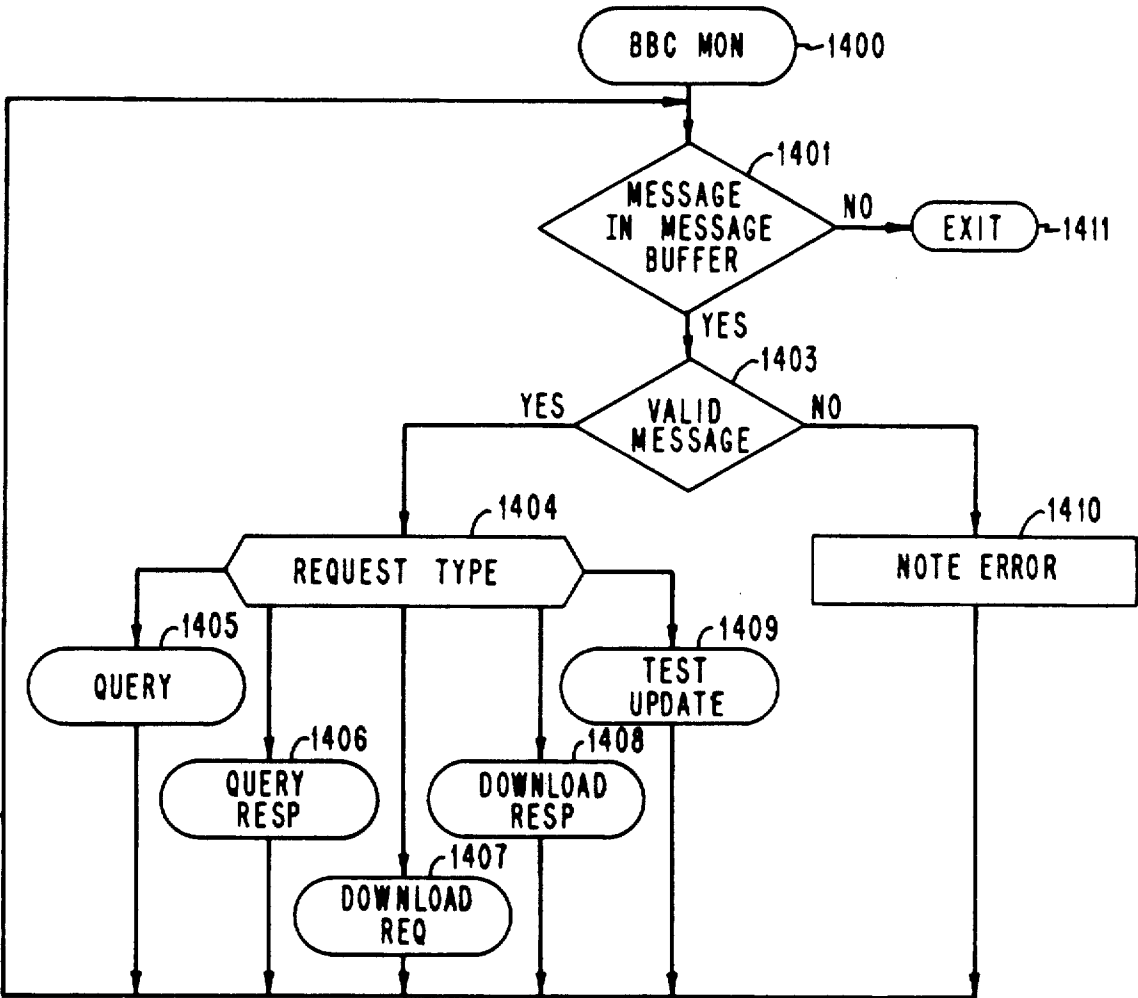 BBC MON
1400
1401
MESSAGE
IN MESSAGE
BUFFER
NO
EXIT
1411
YES
1403
VALID
MESSAGE
YES
NO
1404
REQUEST TYPE
1410
NOTE ERROR
1405
QUERY
1409
TEST
UPDATE
1406
QUERY
RESP
1408
DOWNLOAD
RESP
1407
DOWNLOAD
REQ